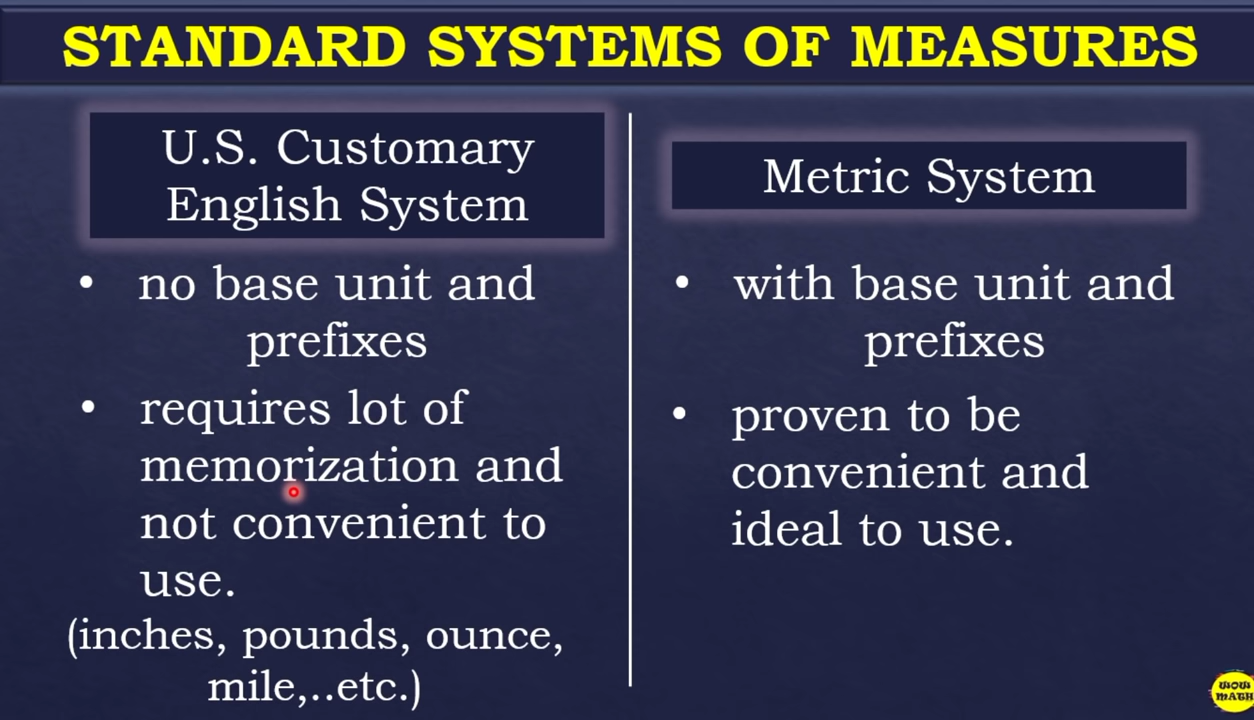 STANDARD SYSTEMS OF MEASURES
U.S. Customary
English System
• no base unit and
prefixes
• requires lot of
memorization and
not convenient to
use.
(inches, pounds, ounce,
mile,..etc.)
Metric System
• with base unit and
prefixes
• proven to be
convenient and
ideal to use.
WOW
MATH